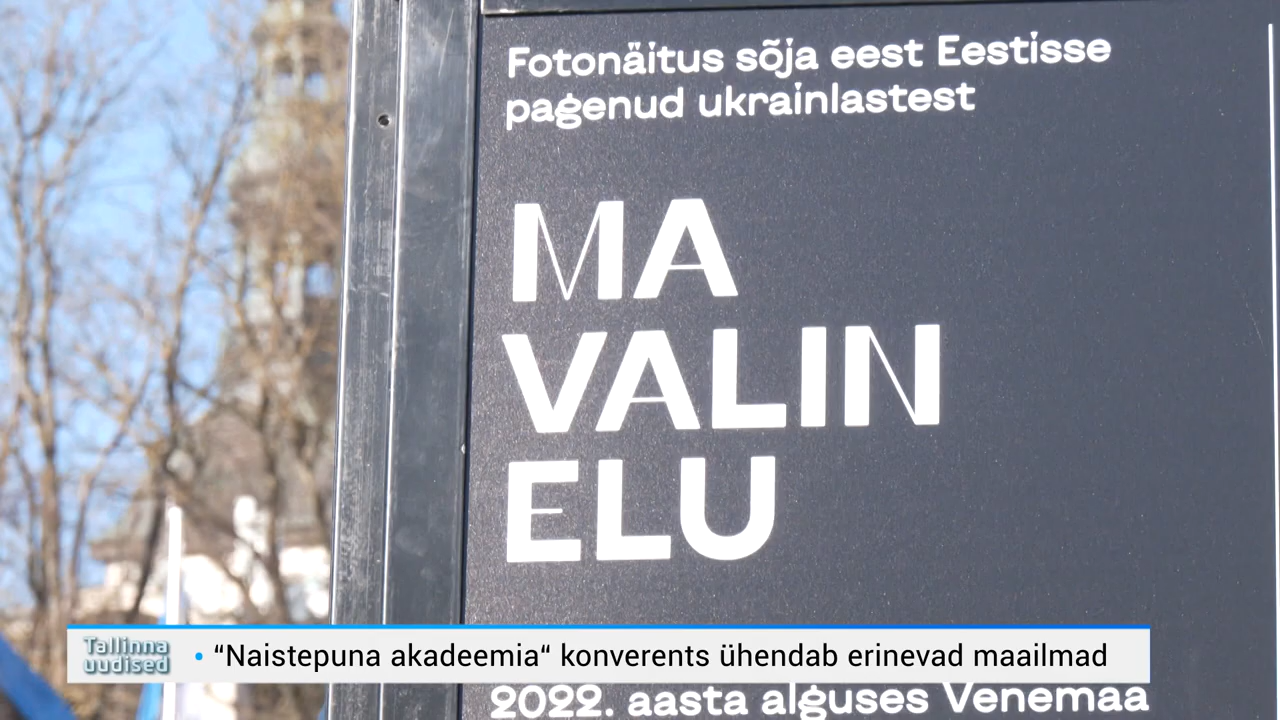 Fotonäitus sõja eest Eestisse
pagenud ukrainlastest
MA
VALIN
ELU
Tallinna
uudised
• “Naistepuna akadeemia“ konverents ühendab erinevad maailmad
2022. aasta alguses Venemaa